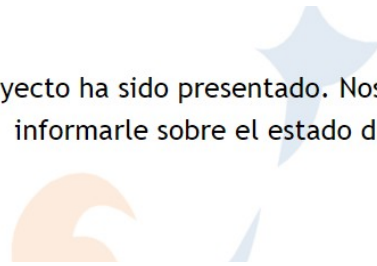 yecto ha sido presentado. Nos
informarle sobre el estado d